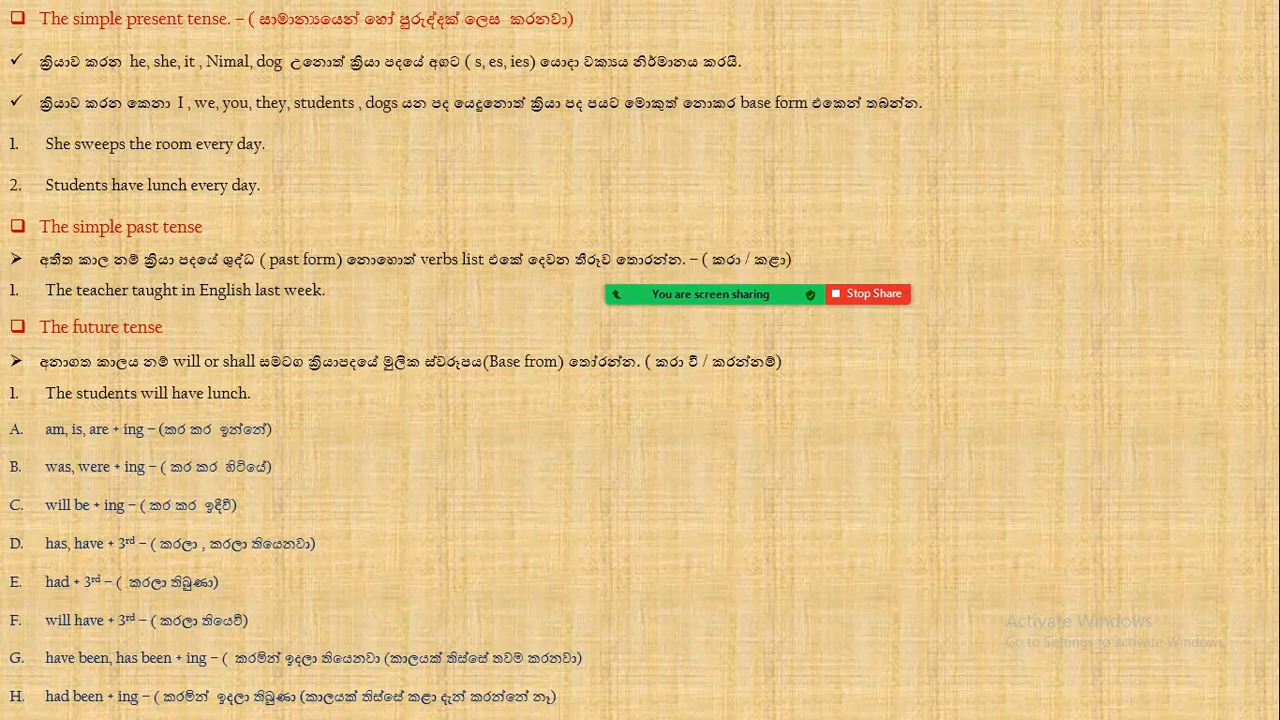 The simple present tense. – ( සාමාන්‍යයෙන් හෝ පුරුද්දක් ලෙස කරනවා)
ක්‍රියාව කරන he, she, it , Nimal, dog උනොත් ක්‍රියා පදයේ අගට ( s, es, ies) යොදා වක්‍යය නිර්මානය කරයි.
ක්‍රියාව කරන කෙනා I , we, you, they, students , dogs යන පද යෙදුනොත් ක්‍රියා පද පයට මොකුත් නොකර base form එකෙන් තබන්න.
1. She sweeps the room every day.
2. Students have lunch every day.
The simple past tense
අතීත කාල නම් ක්‍රියා පදයේ ශුද්ධ ( past form) නොහොත් verbs list එකේ දෙවන තීරුව තොරන්න. – ( කරා / කළා)
1. The teacher taught in English last week.
You are screen sharing Stop Share
The future tense
අනාගත කාලය නම් will or shall සමටග ක්‍රියාපදයේ මුලික ස්වරූපය(Base from) තෝරන්න. ( කරා වී / කරන්නම්)
1. The students will have lunch.
A. am, is, are + ing – (කර කර ඉන්නේ)
B. was, were + ing – ( කර කර හිටියේ)
C. will be + ing – ( කර කර ඉදීවී)
D. has, have + 3rd – ( කරලා , කරලා තියෙනවා)
E. had + 3rd – ( කරලා තිබුණා)
F. will have + 3rd – ( කරලා තියෙවී)
Activate Windows
Go to Settings to activate Windows.
G. have been, has been + ing – ( කරමින් ඉදලා තියෙනවා (කාලයක් තිස්සේ තවම කරනවා)
H. had been + ing – ( කරමින් ඉදලා තිබුණා (කාලයක් තිස්සේ කළා දැන් කරන්නේ නෑ)